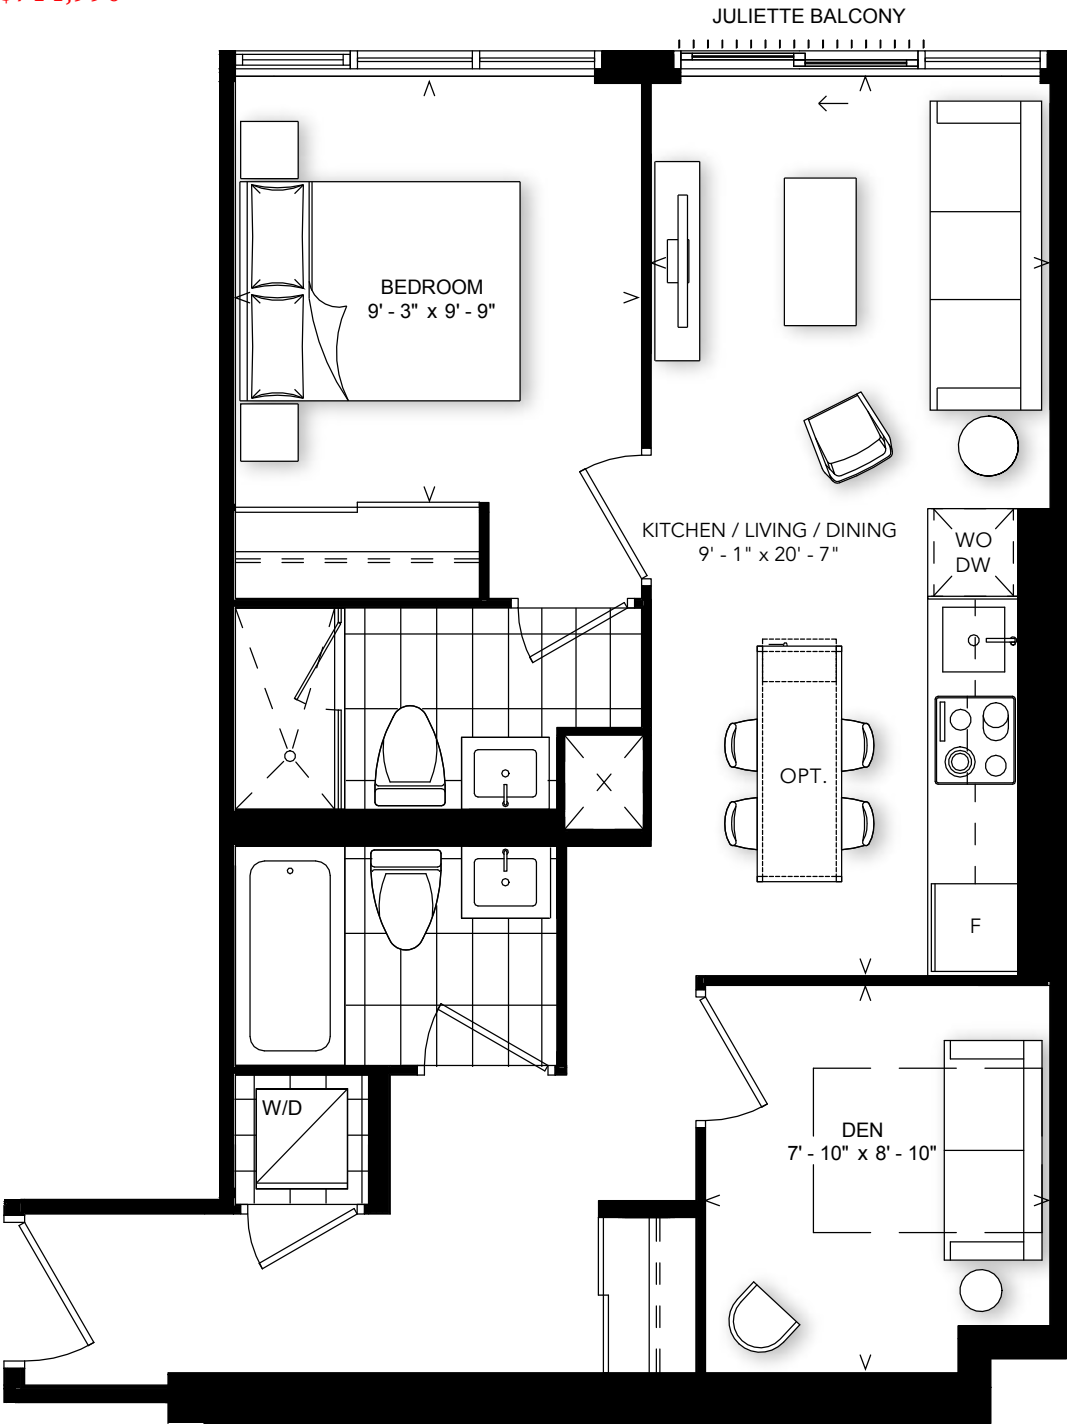 JULIETTE BALCONY
BEDROOM
9' - 3" x 9' - 9"
KITCHEN / LIVING / DINING
9' - 1" x 20' - 7"
WO
DW
OPT.
X
F
W/D
DEN
7' - 10" x 8' - 10"